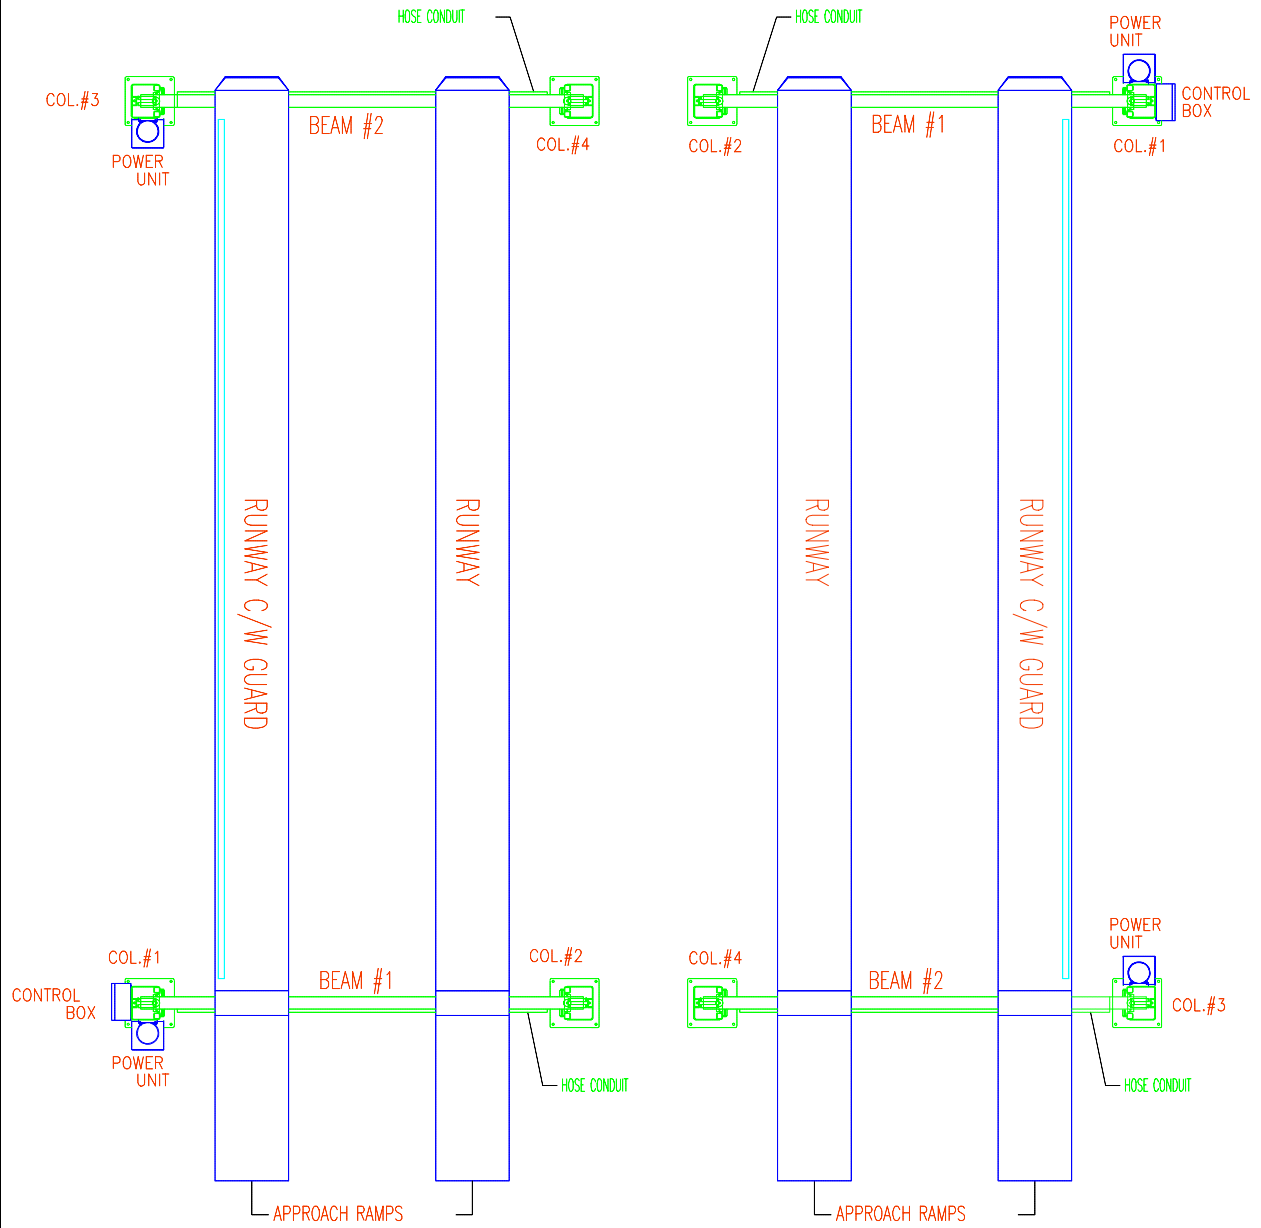 HOSE CONDUIT
HOSE CONDUIT
POWER
UNIT
COL.#3
CONTROL
BOX
BEAM #2
BEAM #1
COL.#4
COL.#2
COL.#1
POWER
UNIT
RUNWAY C/W GUARD
RUNWAY
RUNWAY
RUNWAY C/W GUARD
POWER
UNIT
COL.#1
COL.#2
COL.#4
BEAM #1
BEAM #2
CONTROL
BOX
COL.#3
POWER
UNIT
HOSE CONDUIT
HOSE CONDUIT
APPROACH RAMPS
APPROACH RAMPS